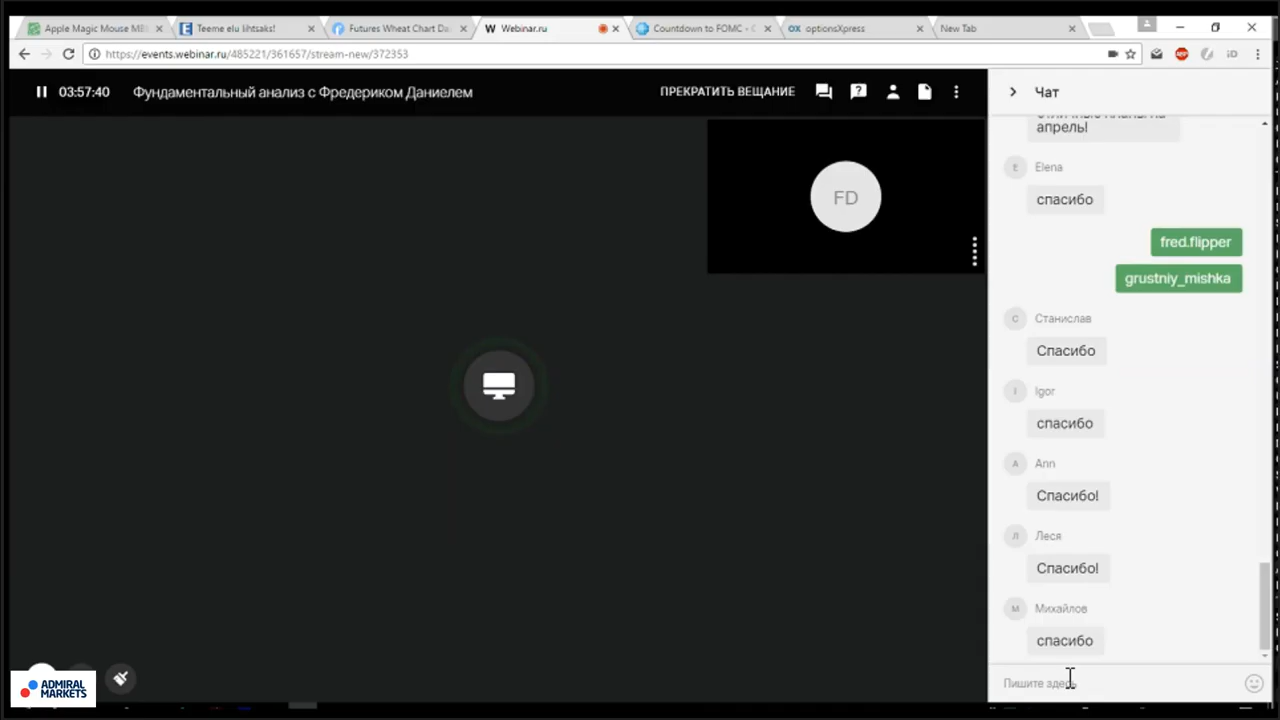 Apple Magic Mouse MB
Teeme elu lihtsaks!
Futures Wheat Chart Da
W Webinar.ru
Countdown to FOMC
OX optionsXpress
New Tab
https://events.webinar.ru/485221/361657/stream-new/372353
03:57:40
Фундаментальный анализ с Фредериком Даниелем
ПРЕКРАТИТЬ ВЕЩАНИЕ
Чат
апрель!
E Elena
спасибо
FD
fred.flipper
grustniy_mishka
С Станислав
Спасибо
I Igor
спасибо
A Ann
Спасибо!
Л Леся
Спасибо!
М Михайлов
спасибо
Пишите здесь
ADMIRAL
MARKETS